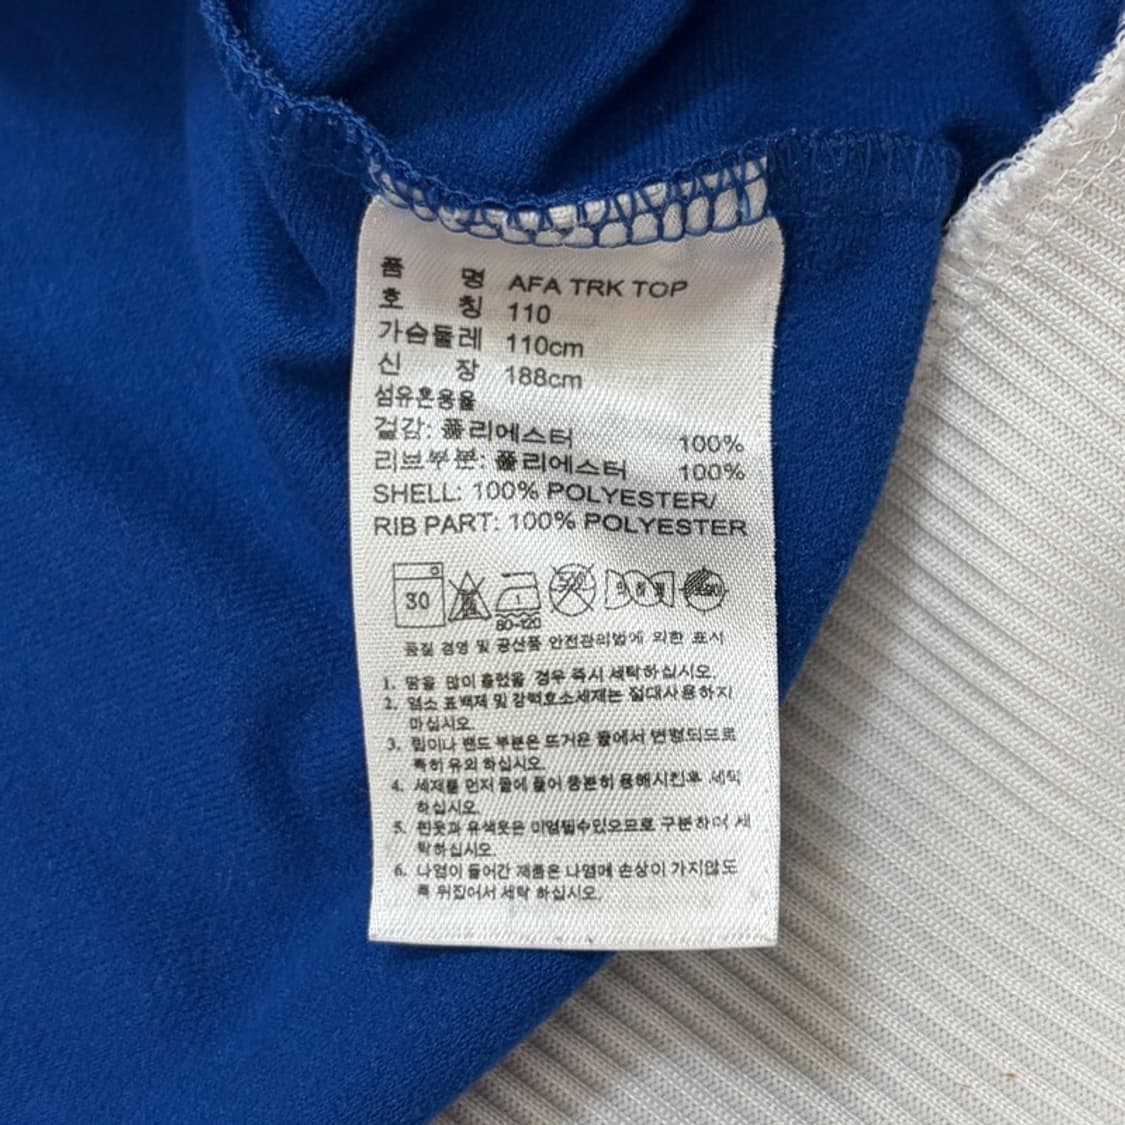 품 명 AFA TRK TOP
호 칭 110
가슴둘레 110cm
신 장 188cm
섬유혼용율
겉감: 폴리에스터 100%
리브부분: 폴리에스터 100%
SHELL: 100% POLYESTER/
RIB PART: 100% POLYESTER
30
80-120
품질 경영 및 공산품 안전관리법에 의한 표시
1. 땀을 많이 흘렸을 경우 즉시 세탁하십시오.
2. 염소 표백제 및 강력효소세제는 절대사용하지
마십시오.
3. 립이나 밴드 부분은 뜨거운 물에서 변형되므로
특히 유의 하십시오.
4. 세제를 먼저 물에 풀어 충분히 용해시킨후 세탁
하십시오.
5. 흰옷과 유색옷은 이염될수있으므로 구분하여 세
탁하십시오.
6. 나염이 들어간 제품은 나염에 손상이 가지않도
록 뒤집어서 세탁 하십시오.